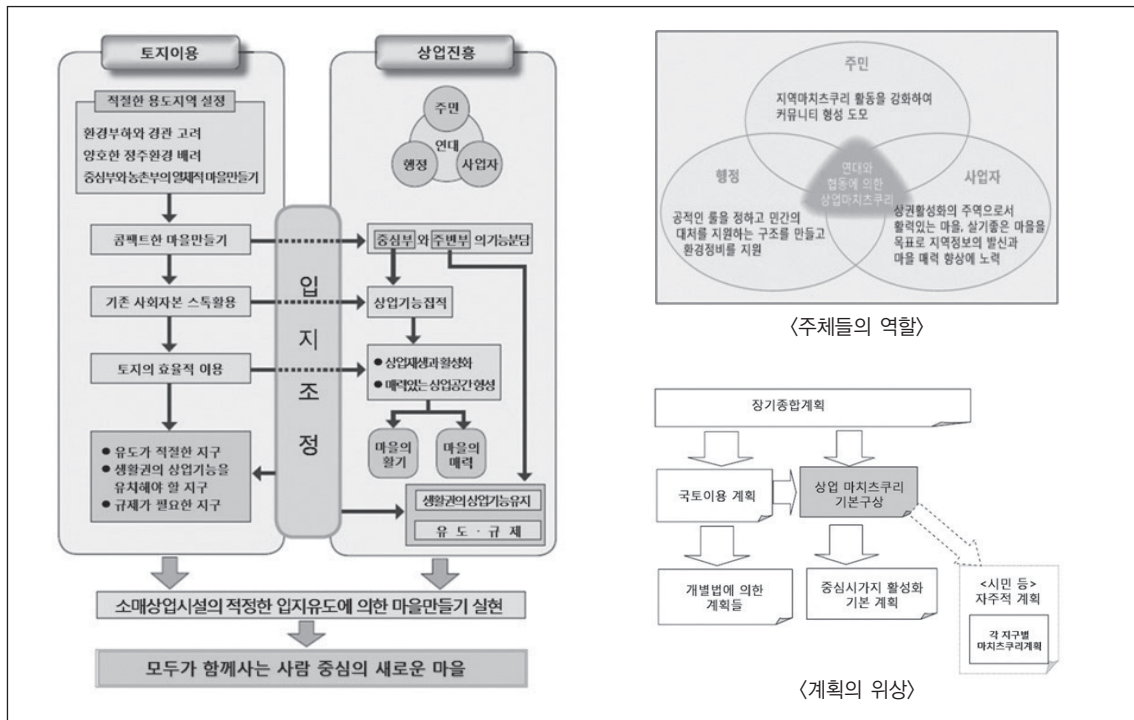 토지이용
적절한 용도지역 설정
환경부하와 경관 고려
양호한 정주환경 배려
중심부와 농촌부의 일체적 마을만들기
콤팩트한 마을만들기
기존 사회자본 스톡활용
토지의 효율적 이용
● 유도가 적절한 지구
● 생활권의 상업기능을
유치해야 할 지구
● 규제가 필요한 지구
입
지
조
정
상업진흥
주민
연대
행정
사업자
중심부 와 주변부 의 기능분담
상업기능집적
● 상업재생과 활성화
● 매력있는 상업공간 형성
마을의
활기
마을의
매력
생활권의 상업기능유지
유 도 · 규 제
소매상업시설의 적정한 입지유도에 의한 마을만들기 실현
모두가 함께사는 사람 중심의 새로운 마을
주민
지역마치츠쿠리 활동을 강화하여
커뮤니티 형성 도모
행정
공적인 룰을 정하고 민간의
대처를 지원하는 구조를 만들고
환경정비를 지원
연대와
협동에 의한
상업마치츠쿠리
사업자
상권활성화의 주역으로서
활력있는 마을, 살기좋은 마을을
목표로 지역정보의 발신과
마을 매력 향상에 노력
〈주체들의 역할〉
장기종합계획
국토이용 계획
상업 마치츠쿠리
기본구상
개별법에 의한
계획들
중심시가지 활성화
기본 계획
<시민 등>
자주적 계획
각 지구별
마치츠쿠리계획
〈계획의 위상〉